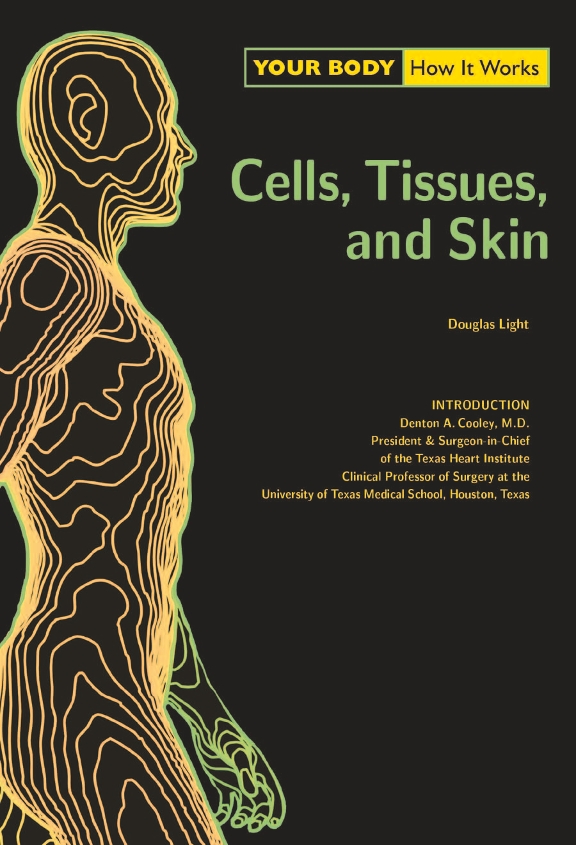 YOUR BODY How It Works
Cells, Tissues,
and Skin
Douglas Light
INTRODUCTION
Denton A. Cooley, M.D.
President & Surgeon-in-Chief
of the Texas Heart Institute
Clinical Professor of Surgery at the
University of Texas Medical School, Houston, Texas